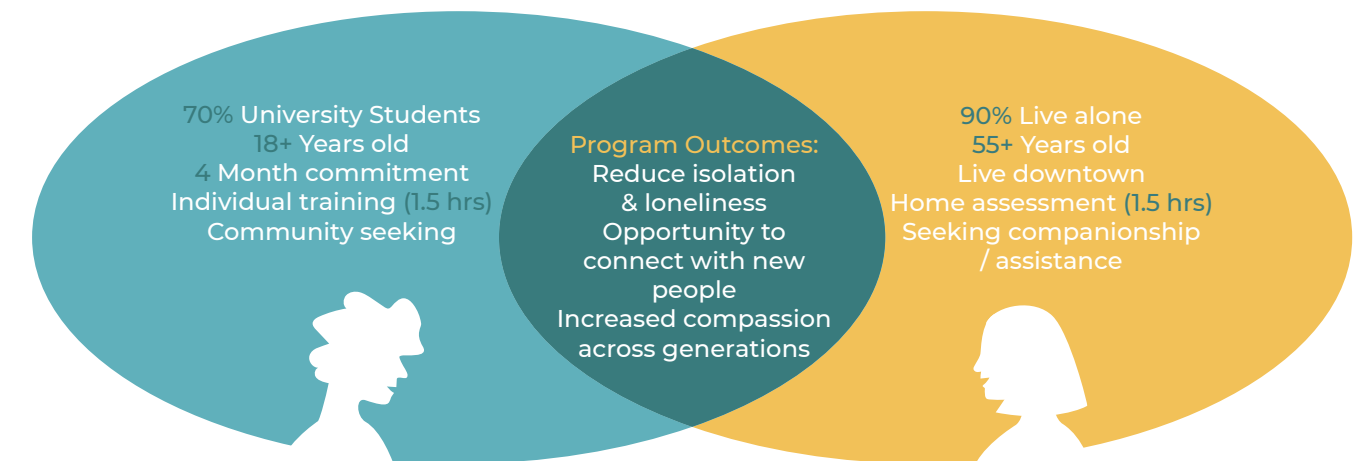 70% University Students
18+ Years old
4 Month commitment
Individual training (1.5 hrs)
Community seeking
Program Outcomes:
Reduce isolation
& loneliness
Opportunity to
connect with new
people
Increased compassion
across generations
90% Live alone
55+ Years old
Live downtown
Home assessment (1.5 hrs)
Seeking companionship
/ assistance